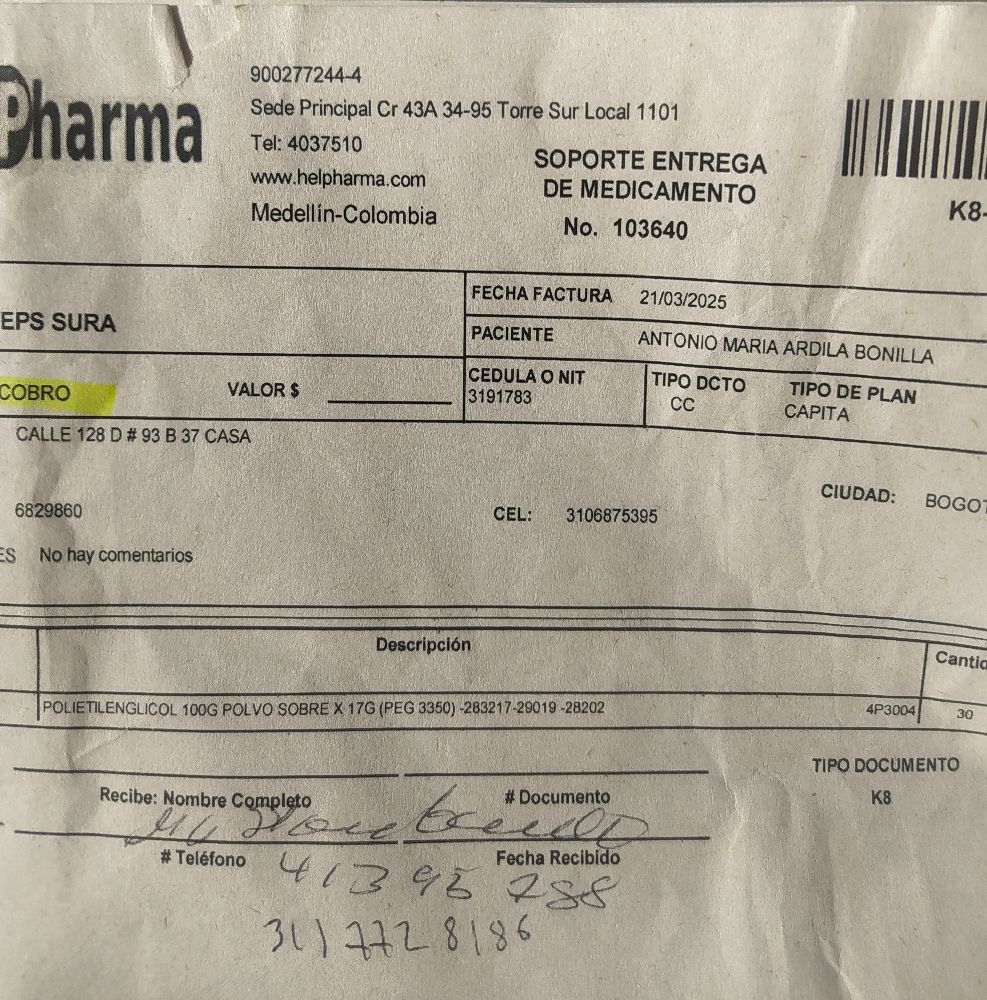 Pharma
900277244-4
Sede Principal Cr 43A 34-95 Torre Sur Local 1101
Tel: 4037510
www.helpharma.com
Medellín-Colombia
SOPORTE ENTREGA
DE MEDICAMENTO
No. 103640
K8-
EPS SURA
FECHA FACTURA 21/03/2025
PACIENTE ANTONIO MARIA ARDILA BONILLA
COBRO VALOR $
CEDULA O NIT
3191783
TIPO DCTO
CC
TIPO DE PLAN
CAPITA
CALLE 128 D # 93 B 37 CASA
CIUDAD: BOGOT
6829860 CEL: 3106875395
ES No hay comentarios
Descripción Cantid
POLIETILENGLICOL 100G POLVO SOBRE X 17G (PEG 3350) -283217-29019 -28202 4P3004 30
TIPO DOCUMENTO
K8
Recibe: Nombre Completo # Documento
# Teléfono Fecha Recibido
41395788
3117728186